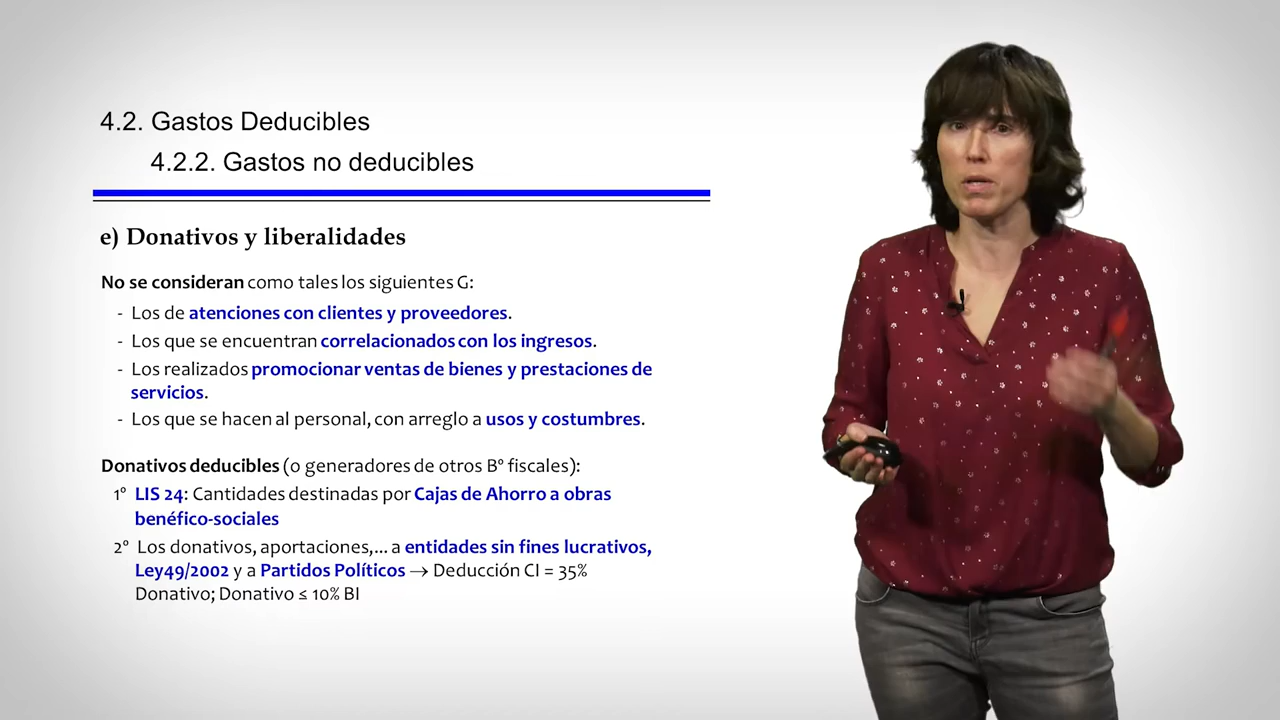 4.2. Gastos Deducibles
4.2.2. Gastos no deducibles
e) Donativos y liberalidades
No se consideran como tales los siguientes G:
- Los de atenciones con clientes y proveedores.
- Los que se encuentran correlacionados con los ingresos.
- Los realizados promocionar ventas de bienes y prestaciones de
servicios.
- Los que se hacen al personal, con arreglo a usos y costumbres.
Donativos deducibles (o generadores de otros Bº fiscales):
1º LIS 24: Cantidades destinadas por Cajas de Ahorro a obras
benéfico-sociales
2º Los donativos, aportaciones,... a entidades sin fines lucrativos,
Ley49/2002 y a Partidos Políticos → Deducción CI = 35%
Donativo; Donativo ≤ 10% BI